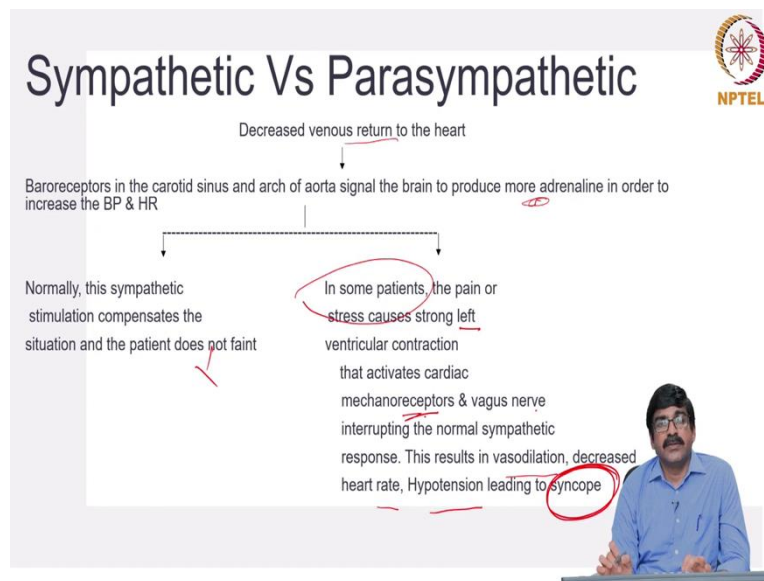 Sympathetic Vs Parasympathetic
NPTEL
Decreased venous return to the heart
Baroreceptors in the carotid sinus and arch of aorta signal the brain to produce more adrenaline in order to
increase the BP & HR
Normally, this sympathetic
stimulation compensates the
situation and the patient does not faint
In some patients, the pain or
stress causes strong left
ventricular contraction
that activates cardiac
mechanoreceptors & vagus nerve
interrupting the normal sympathetic
response. This results in vasodilation, decreased
heart rate, Hypotension leading to syncope